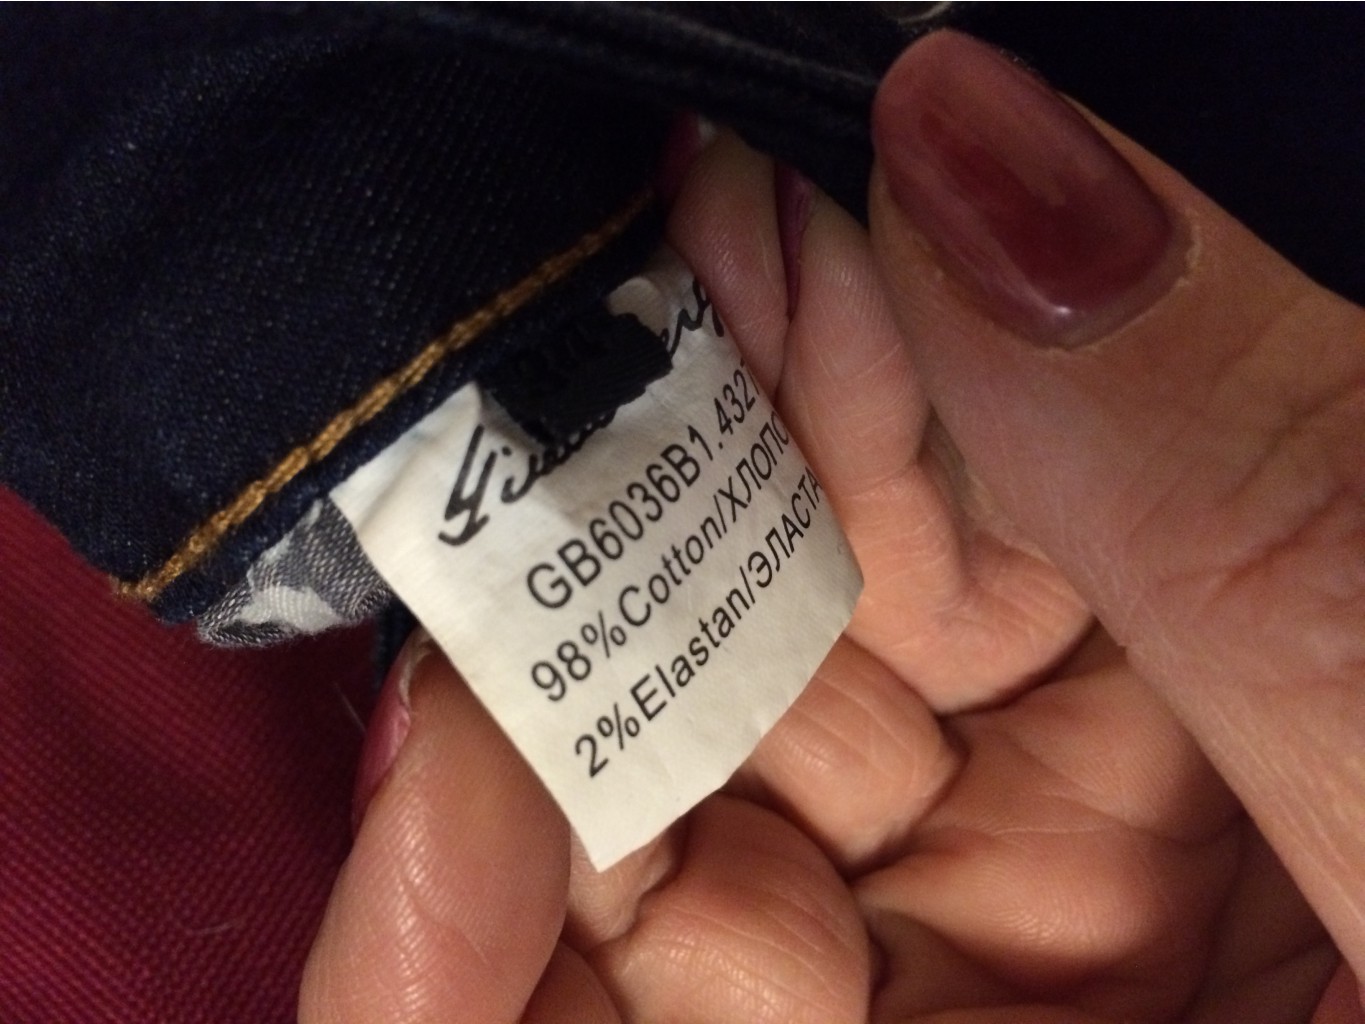 GB6036B1.432
98%Cotton/ХЛОПО
2%Elastan/ЭЛАСТА